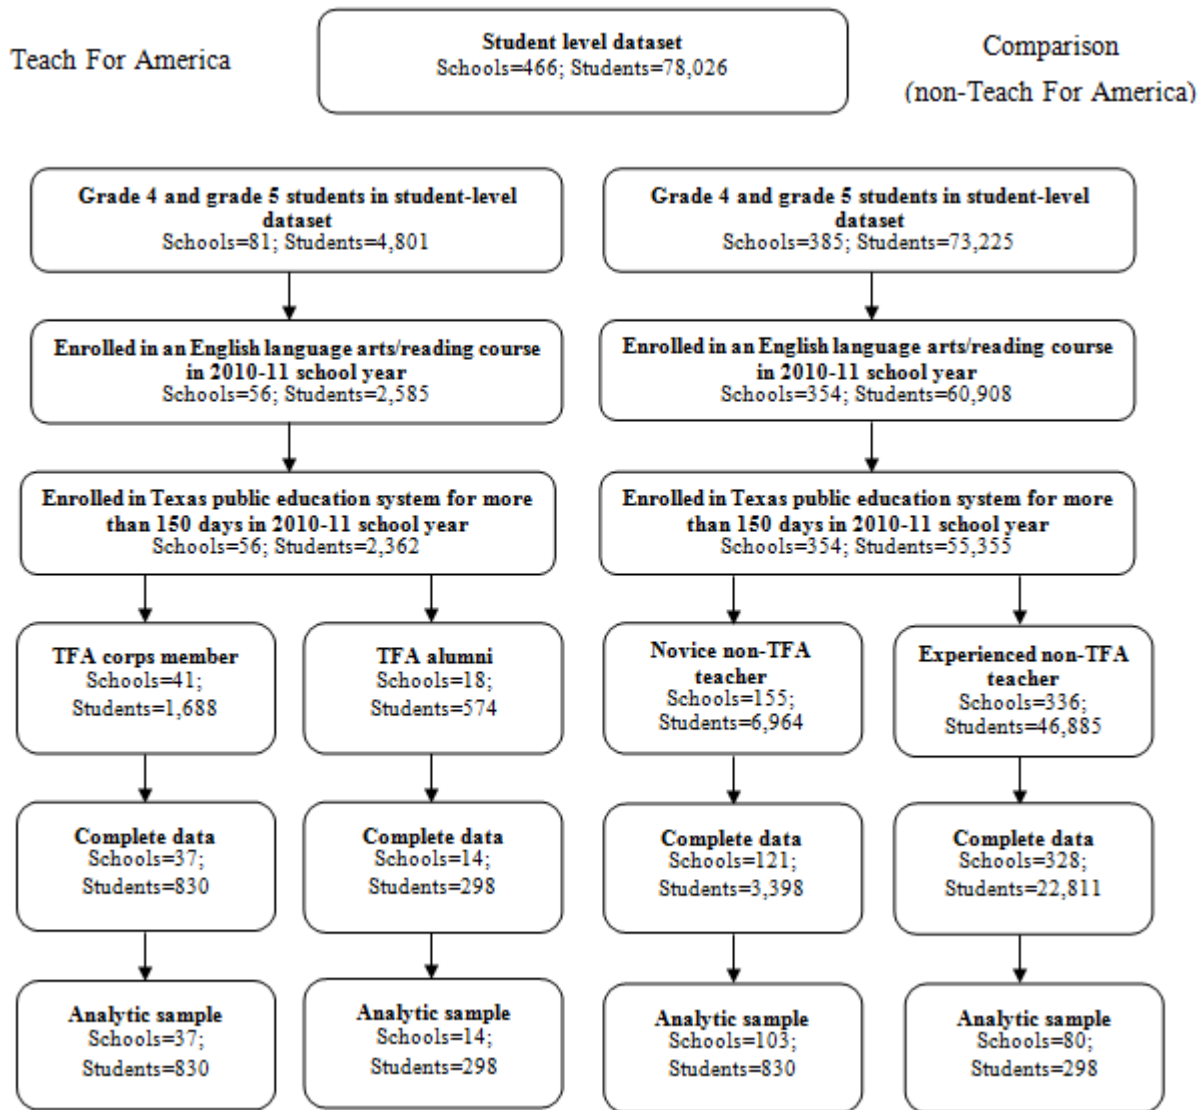 Teach For America
Student level dataset
Schools=466; Students=78,026
Comparison
(non-Teach For America)
Grade 4 and grade 5 students in student-level
dataset
Schools=81; Students=4,801
Grade 4 and grade 5 students in student-level
dataset
Schools=385; Students=73,225
Enrolled in an English language arts/reading course
in 2010-11 school year
Schools=56; Students=2,585
Enrolled in an English language arts/reading course
in 2010-11 school year
Schools=354; Students=60,908
Enrolled in Texas public education system for more
than 150 days in 2010-11 school year
Schools=56; Students=2,362
Enrolled in Texas public education system for more
than 150 days in 2010-11 school year
Schools=354; Students=55,355
TFA corps member
Schools=41;
Students=1,688
TFA alumni
Schools=18;
Students=574
Novice non-TFA
teacher
Schools=155;
Students=6,964
Experienced non-TFA
teacher
Schools=336;
Students=46,885
Complete data
Schools=37;
Students=830
Complete data
Schools=14;
Students=298
Complete data
Schools=121;
Students=3,398
Complete data
Schools=328;
Students=22,811
Analytic sample
Schools=37;
Students=830
Analytic sample
Schools=14;
Students=298
Analytic sample
Schools=103;
Students=830
Analytic sample
Schools=80;
Students=298